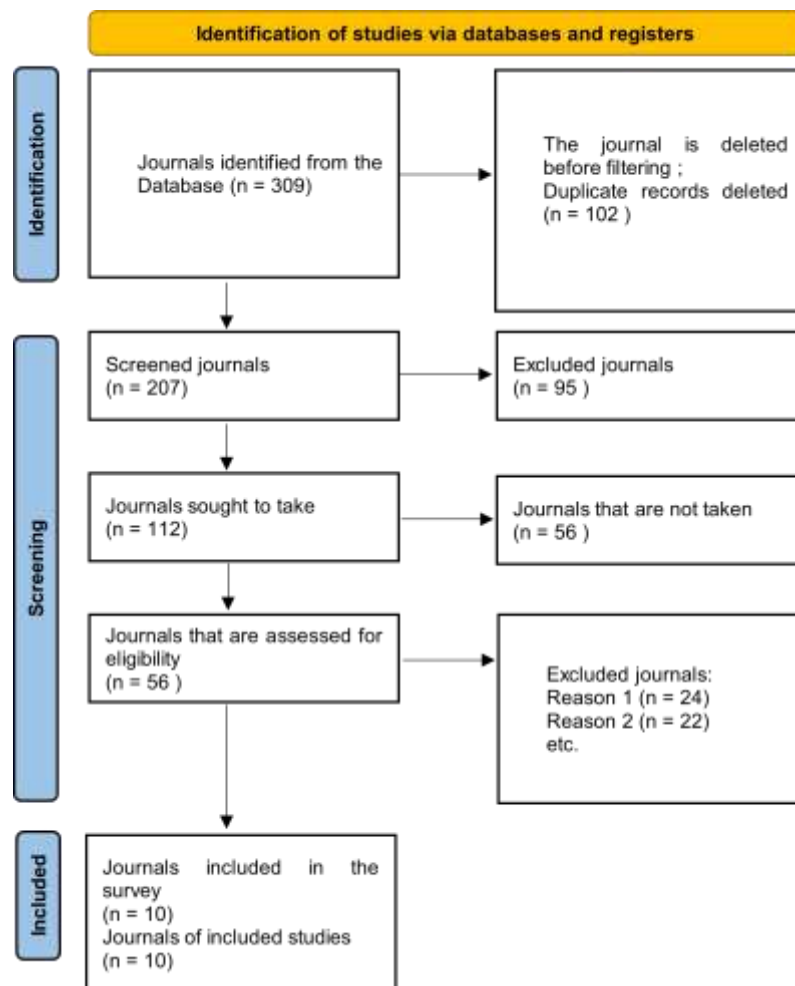 Identification of studies via databases and registers
Identification
Journals identified from the
Database (n = 309)
The journal is deleted
before filtering ;
Duplicate records deleted
(n = 102 )
Screening
Screened journals
(n = 207)
Excluded journals
(n = 95 )
Journals sought to take
(n = 112)
Journals that are not taken
(n = 56 )
Journals that are assessed for
eligibility
(n = 56 )
Excluded journals:
Reason 1 (n = 24)
Reason 2 (n = 22)
etc.
Included
Journals included in the
survey
(n = 10)
Journals of included studies
(n = 10)